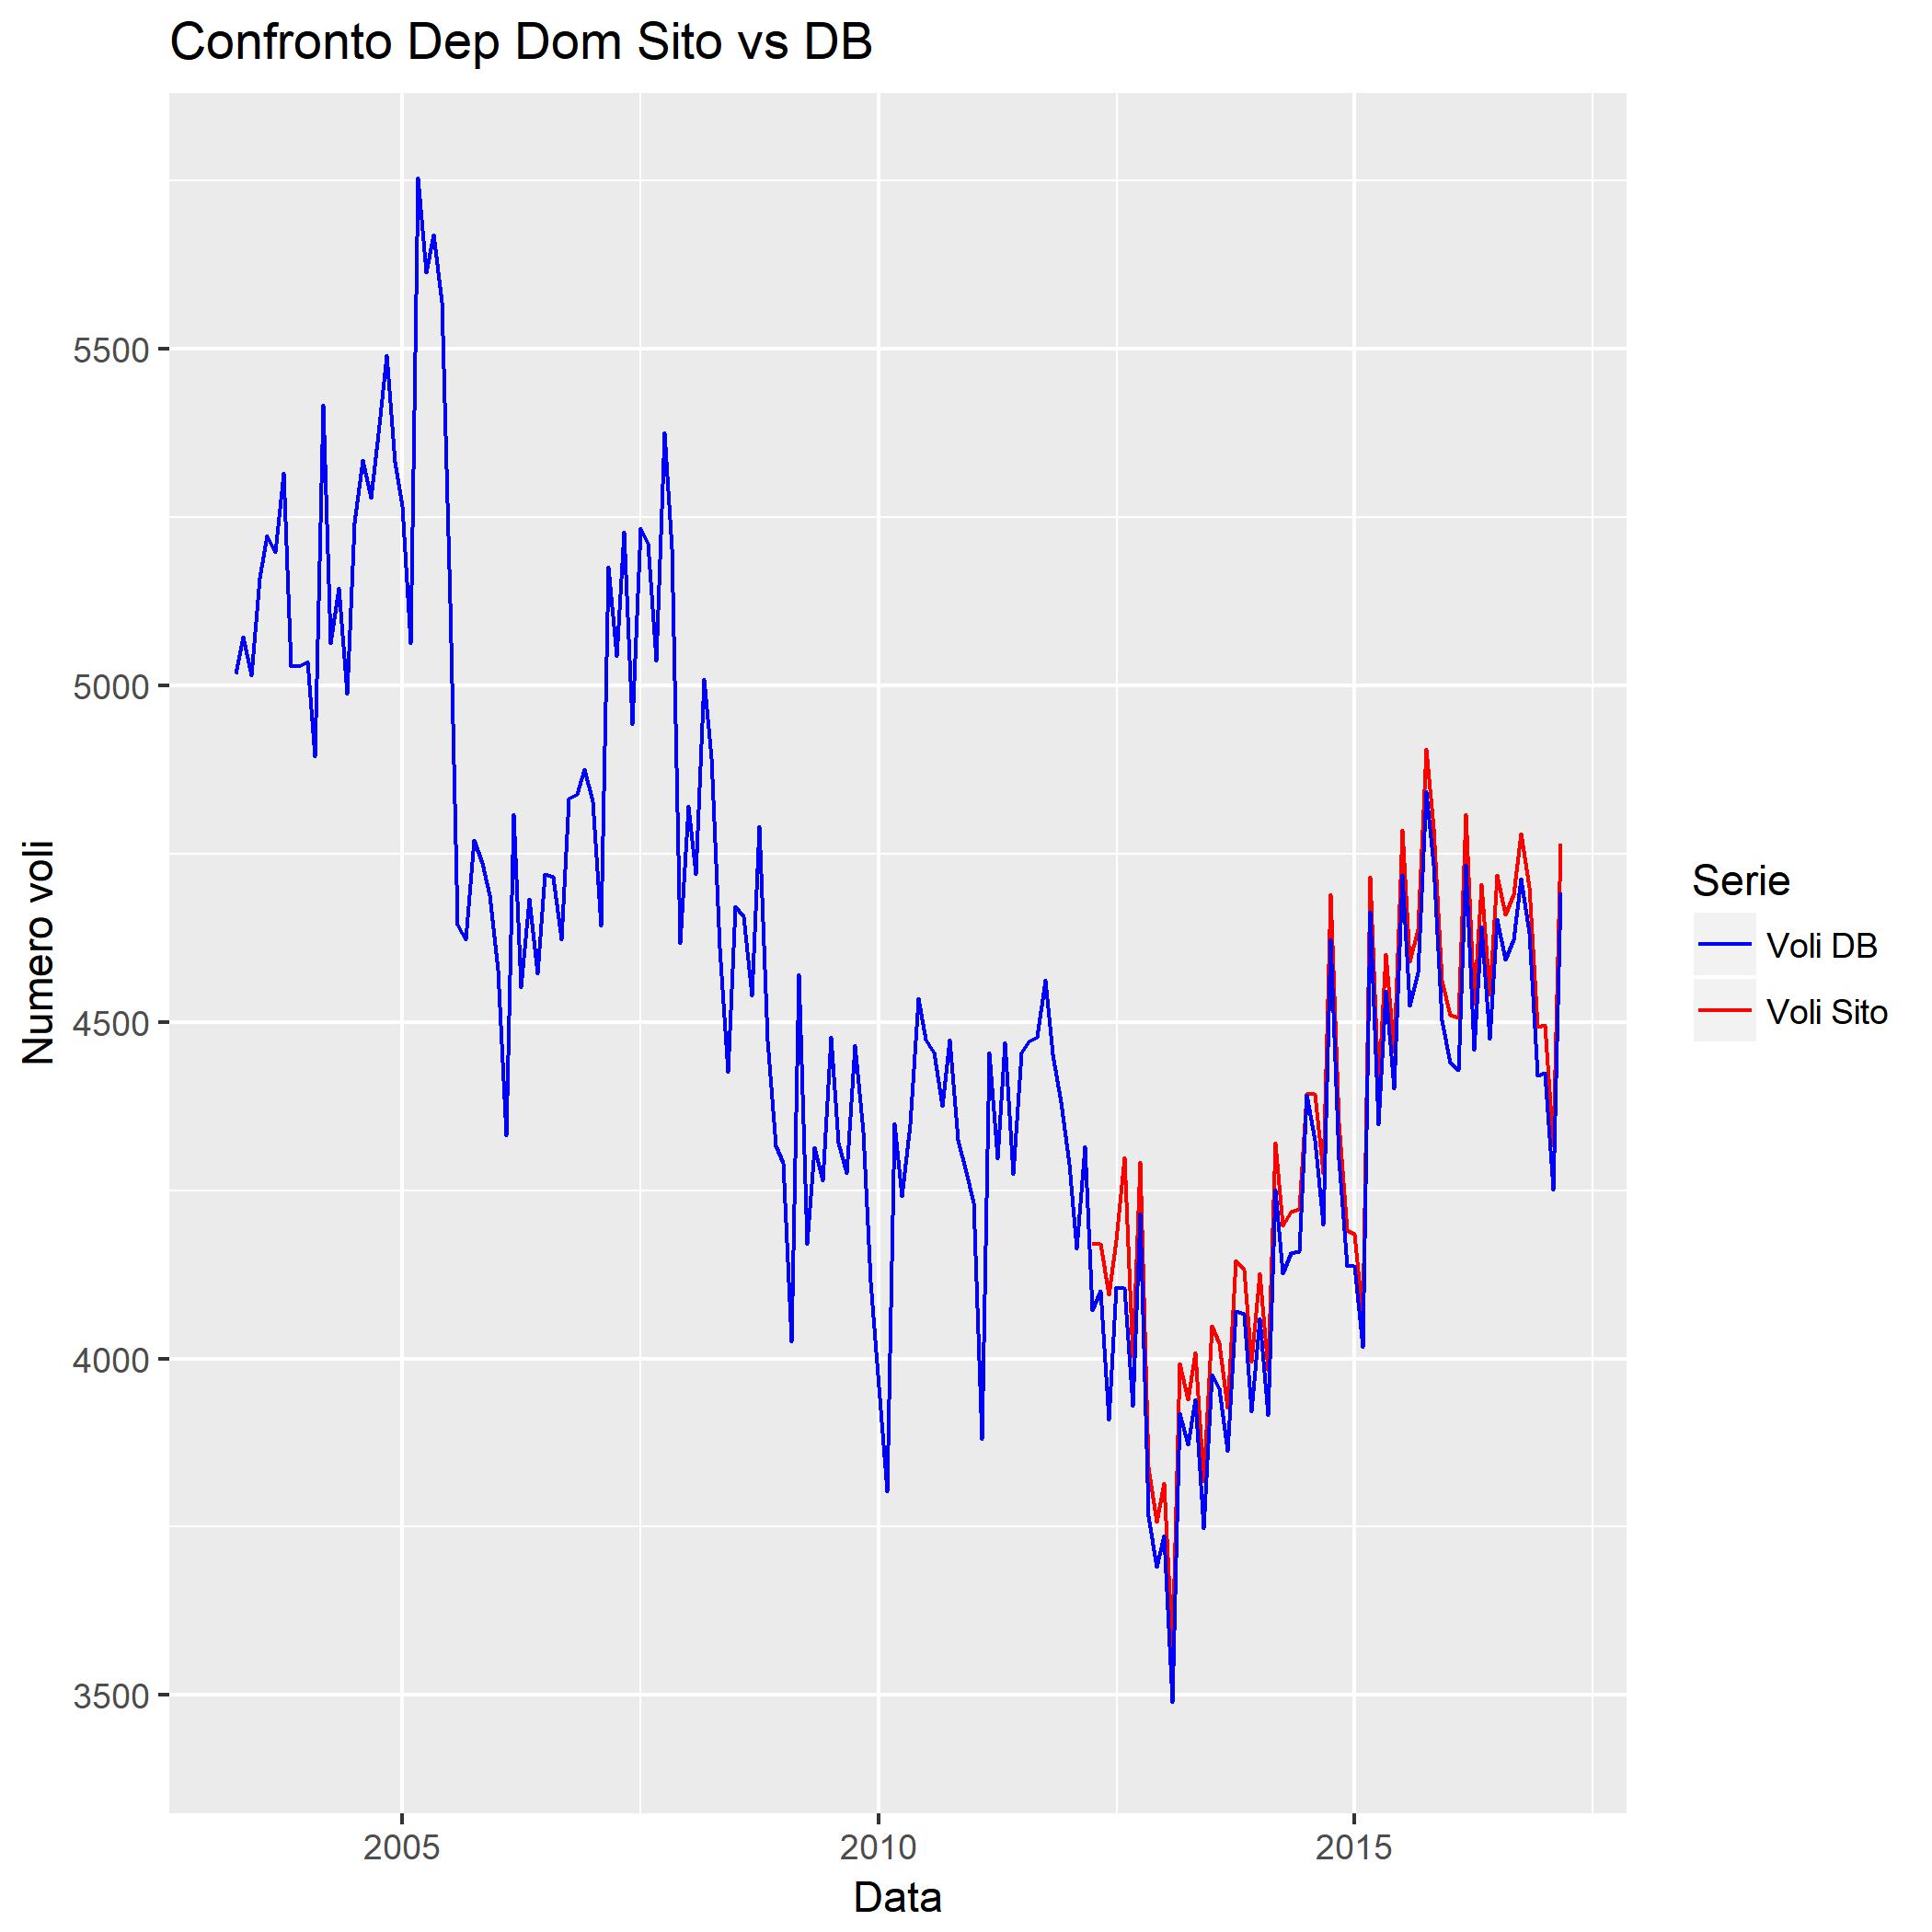 Confronto Dep Dom Sito vs DB
5500
5000
4500
4000
3500
Numero voli
2005
2010
2015
Data
Serie
Voli DB
Voli Sito